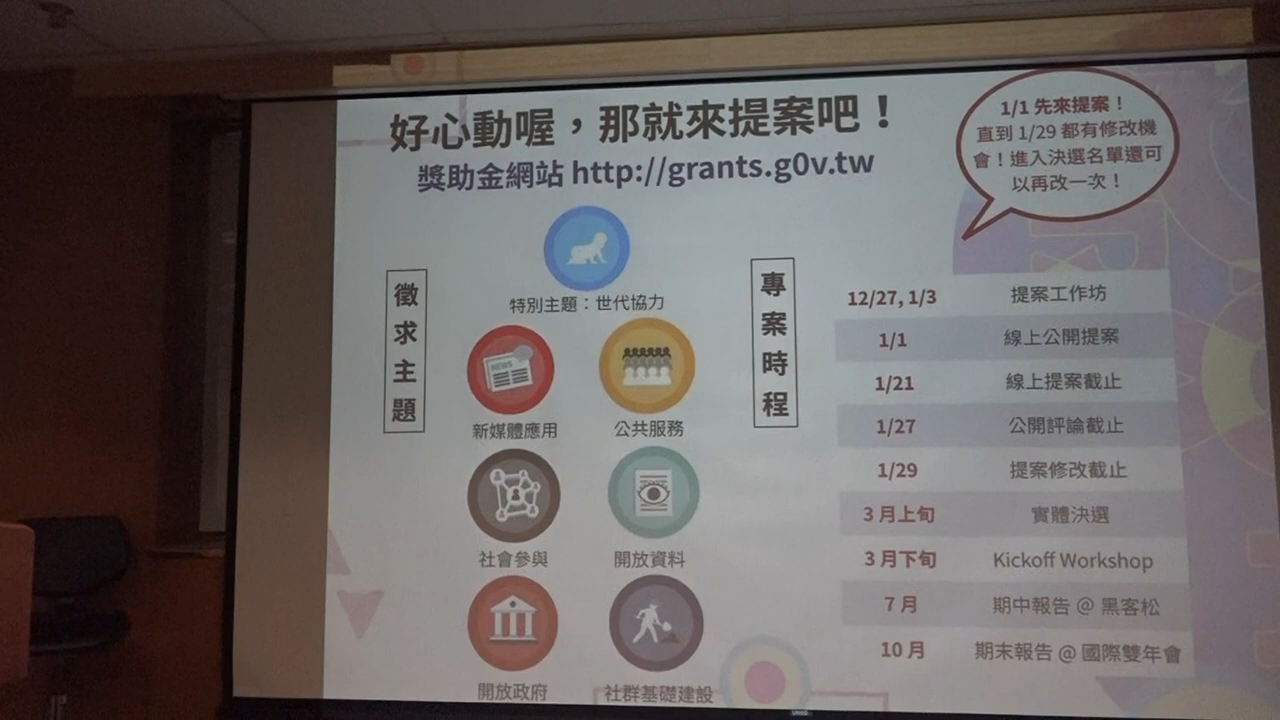 好心動喔，那就來提案吧！
獎助金網站 http://grants.g0v.tw
1/1 先來提案！
直到 1/29 都有修改機
會！進入決選名單還可
以再改一次！
徵求主題
特別主題：世代協力
NEWS
新媒體應用
公共服務
社會參與
開放資料
開放政府
社群基礎建設
專案時程
12/27, 1/3 提案工作坊
1/1 線上公開提案
1/21 線上提案截止
1/27 公開評論截止
1/29 提案修改截止
3 月上旬 實體決選
3 月下旬 Kickoff Workshop
7 月 期中報告 @ 黑客松
10 月 期末報告 @ 國際雙年會